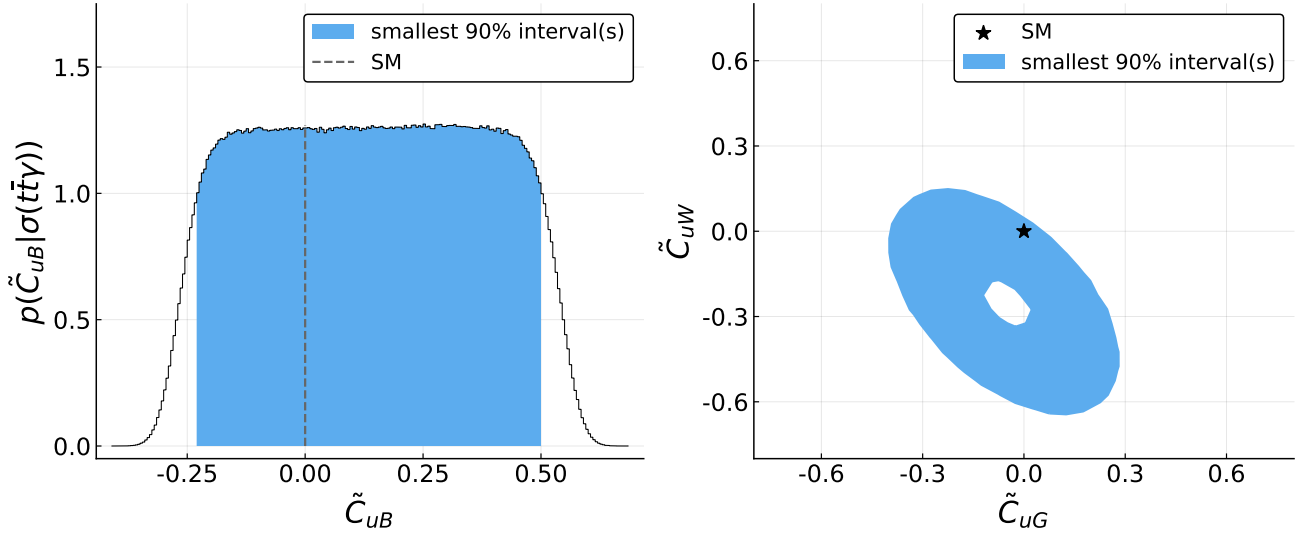 smallest 90% interval(s)
SM
1.5
1.0
0.5
0.0
-0.25
0.00
0.25
0.50
p(C̃_{uB}|σ(tt̄γ))
C̃_{uB}
SM
smallest 90% interval(s)
0.6
0.3
0.0
-0.3
-0.6
-0.6
-0.3
0.0
0.3
0.6
C̃_{uW}
C̃_{uG}